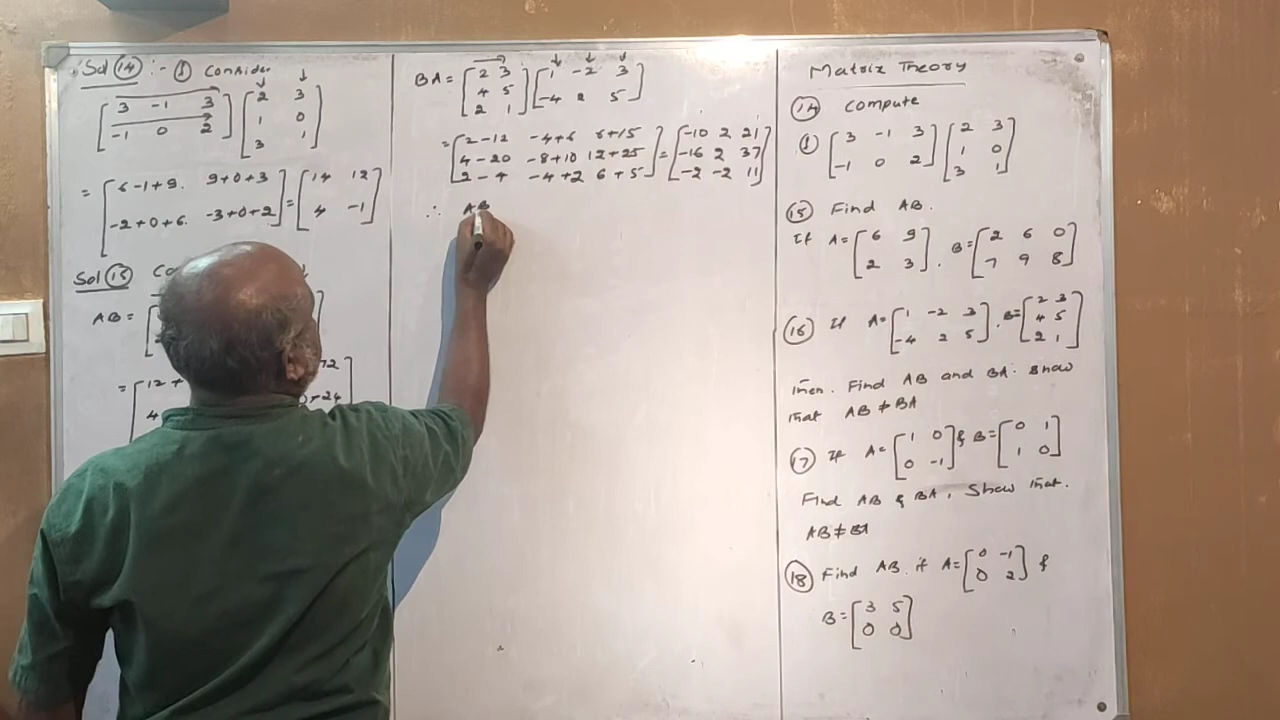 Sol 14 :- ① Consider
[3 -1 3] [2 3]
[-1 0 2] [1 0]
[3 1]
= [6-1+9. 9+0+3] = [14 12]
[-2+0+6. -3+0+2] [4 -1]
Sol 15 Co
AB = [
= [12 + 72]
4 +24
BA = [2 3] [1 -2 3]
[4 5] [-4 2 5]
[2 1]
= [2-12 -4+6 6+15] = [-10 2 21]
[4-20 -8+10 12+25] [-16 2 37]
[2-4 -4+2 6+5] [-2 -2 11]
∴ AB
Matrix Theory
14 Compute
① [3 -1 3] [2 3]
[-1 0 2] [1 0]
[3 1]
15 Find AB.
If A = [6 9] , B = [2 6 0]
[2 3] [7 9 8]
16 If A = [1 -2 3] , B = [2 3]
[-4 2 5] [4 5]
[2 1]
then. Find AB and BA. Show
that AB ≠ BA
17 If A = [1 0] & B = [0 1]
[0 -1] [1 0]
Find AB & BA, Show that.
AB ≠ BA
18 Find AB. if A = [0 -1] &
[0 2]
B = [3 5]
[0 0]